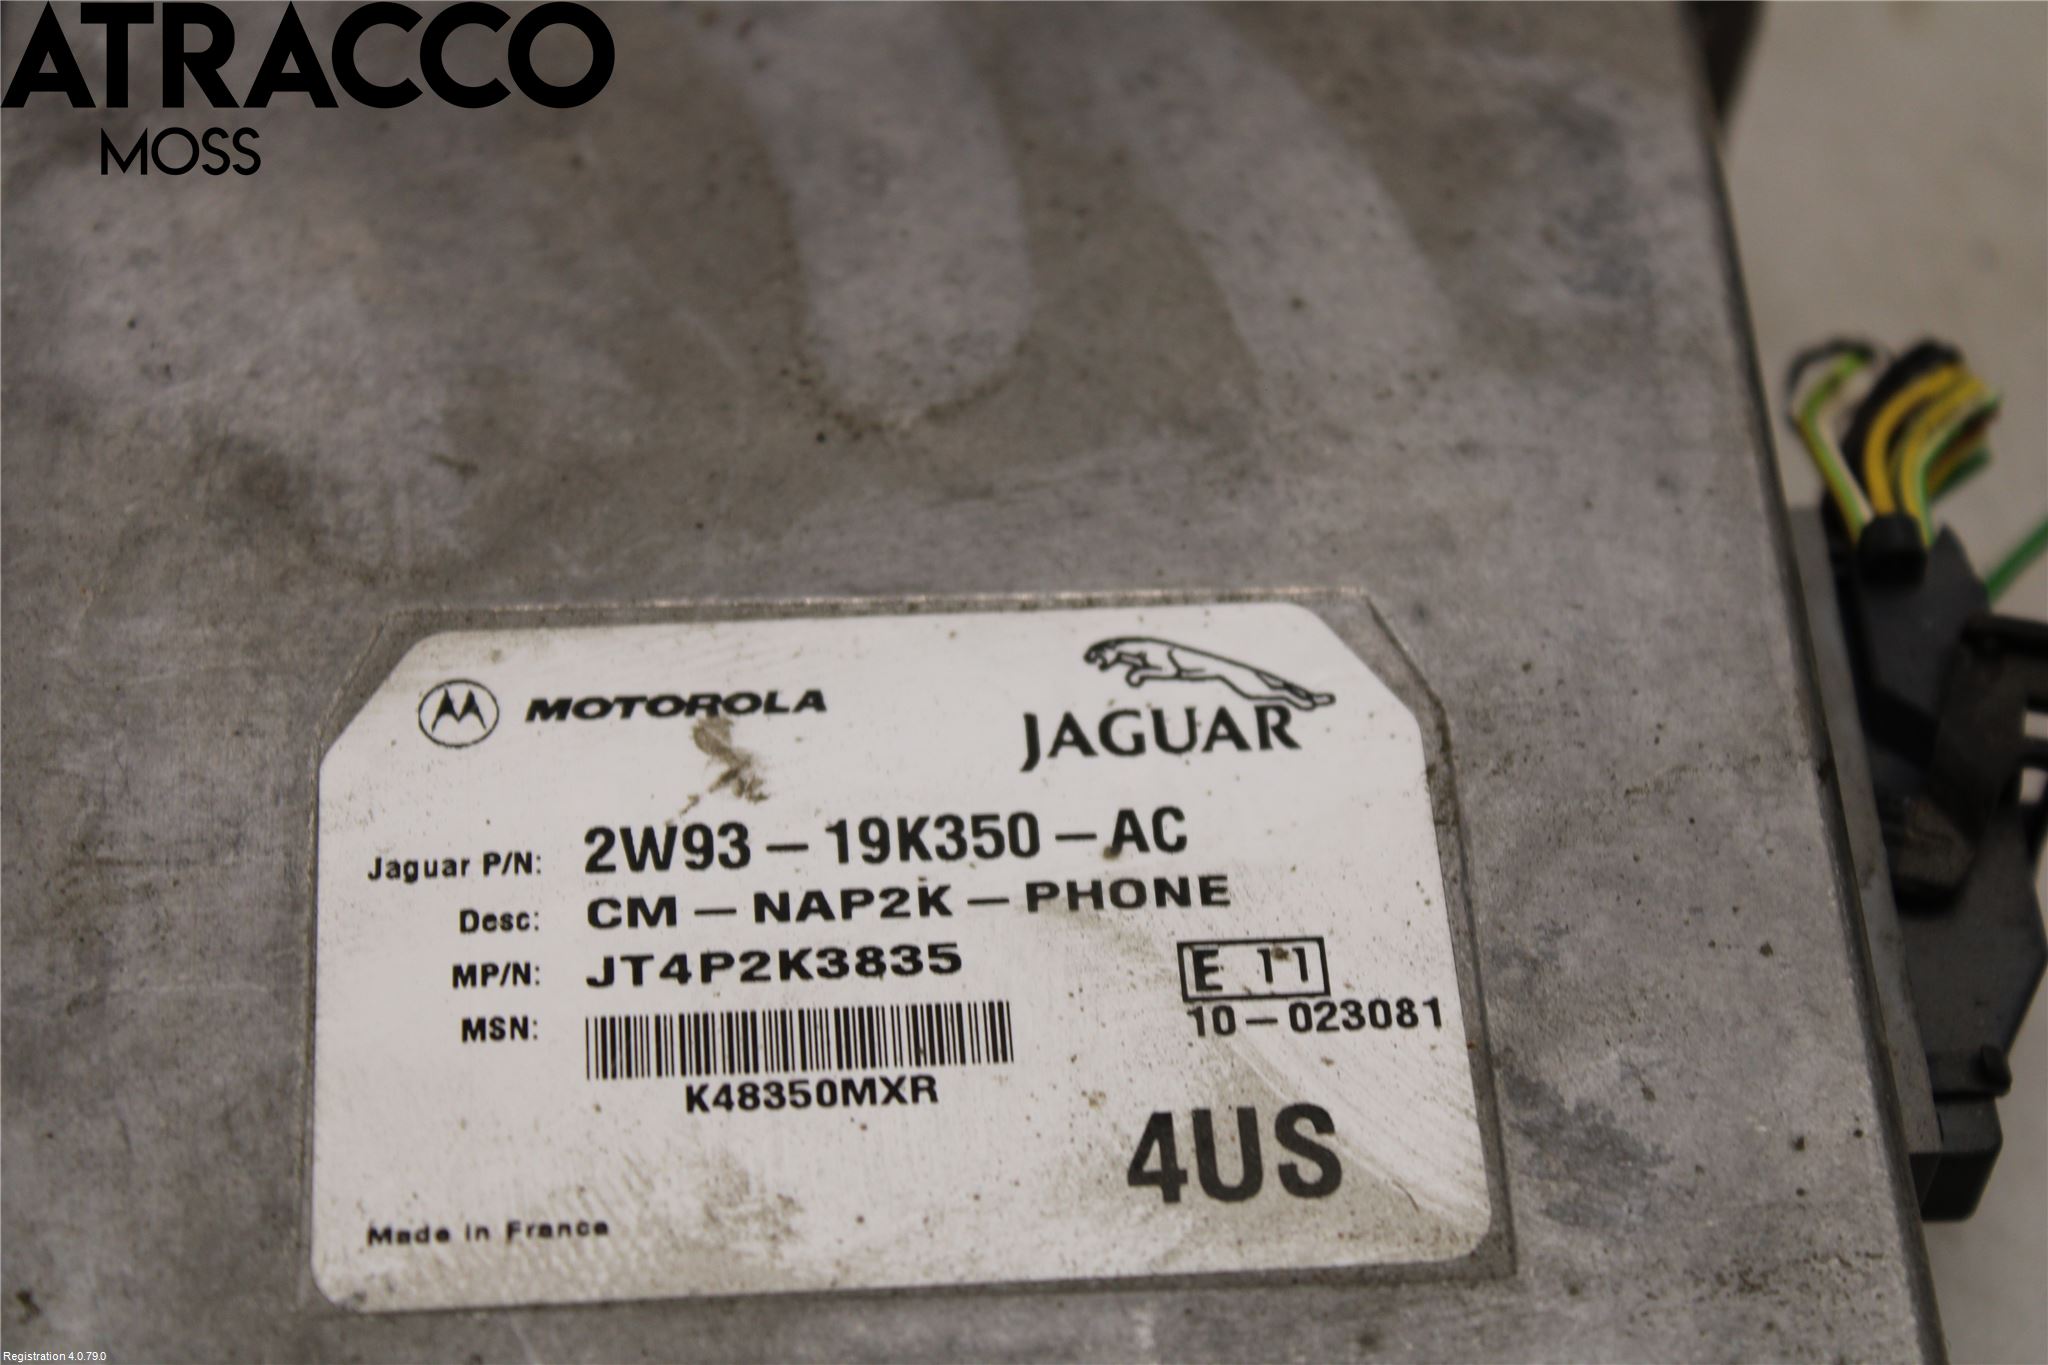 ATRACCO
MOSS
MOTOROLA
JAGUAR
Jaguar P/N: 2W93-19K350-AC
Desc: CM-NAP2K-PHONE
MP/N: JT4P2K3835
E 11
MSN:
10-023081
K48350MXR
4US
Made in France
Registration 4.0.79.0